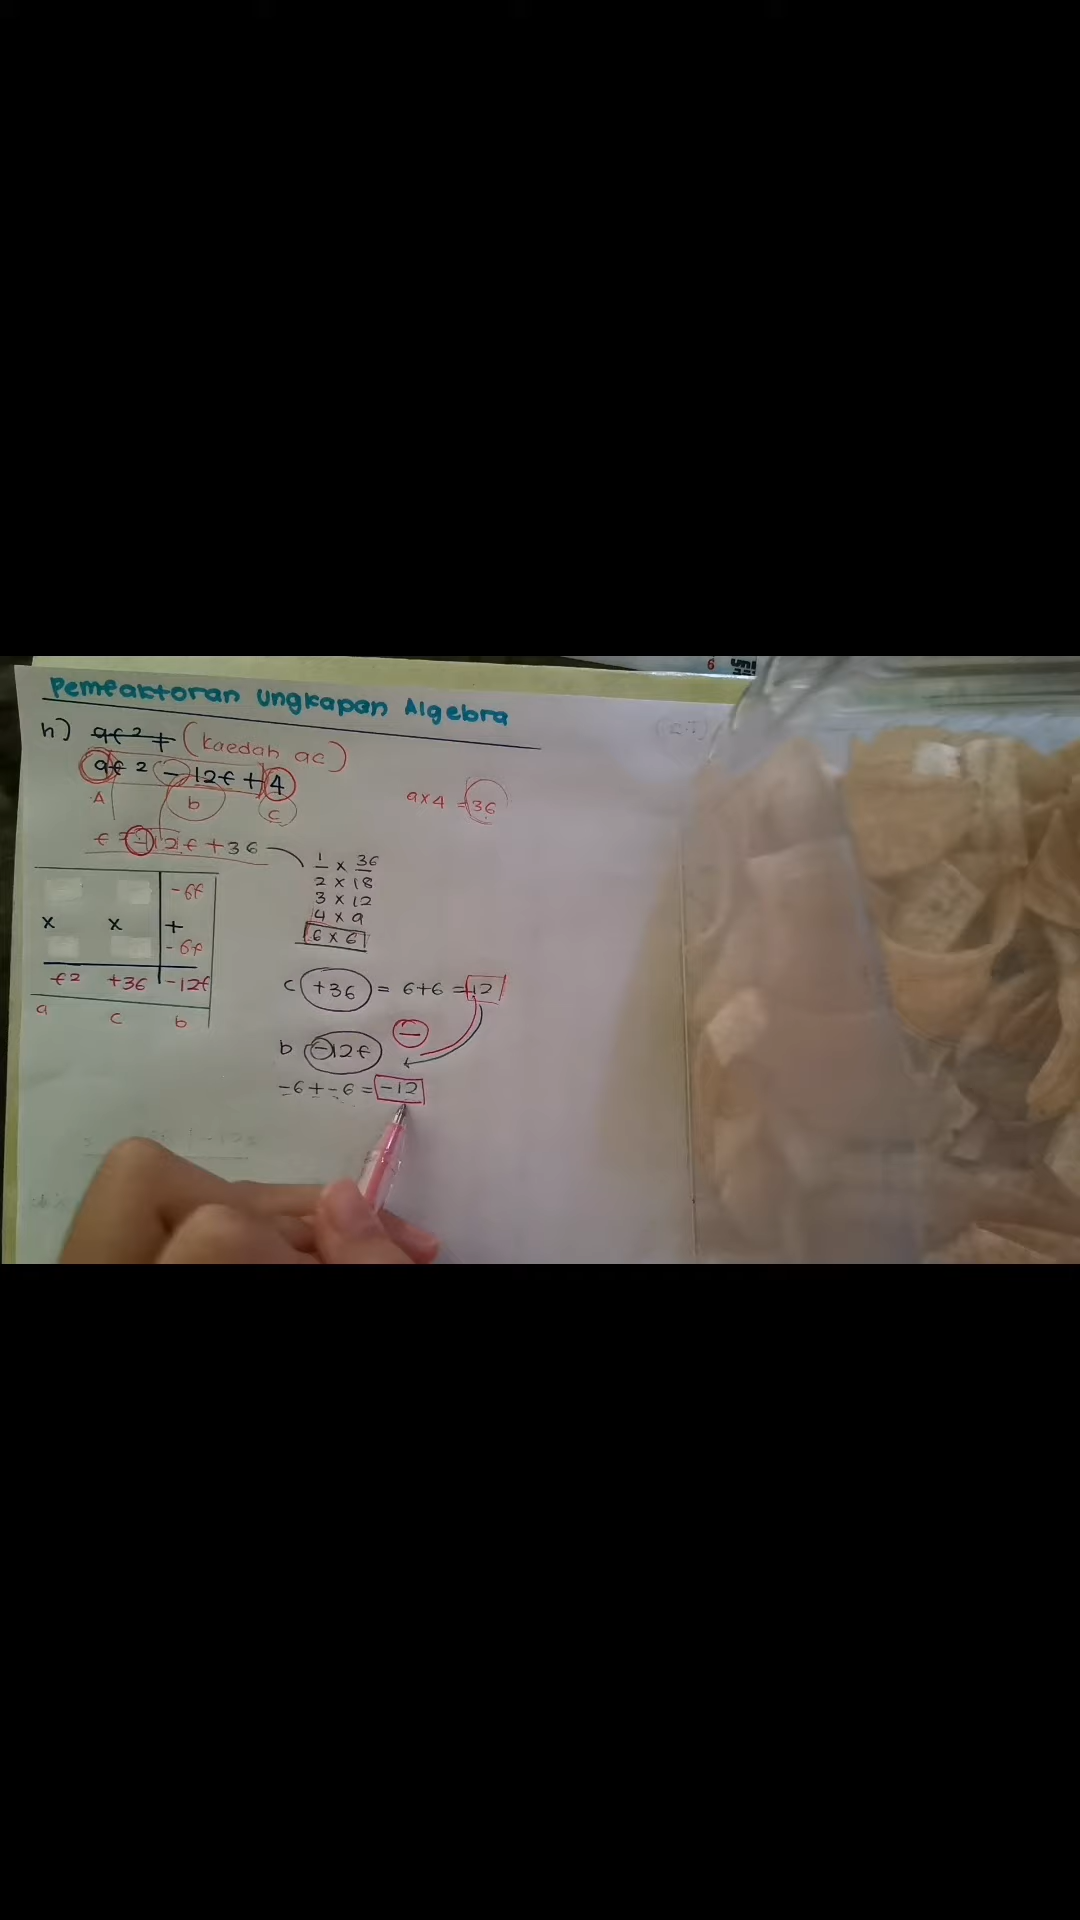 Pemfaktoran Ungkapan Algebra
h) 9f² + (kaedah ac)
9f² - 12f + 4
A b c
9x4 = 36
f² - 12f + 36
1 x 36
2 x 18
3 x 12
4 x 9
6 x 6
-6f
x x +
-6f
f² +36 -12f
a c b
c +36 = 6+6 = +12
-
b -12f
-6 + -6 = -12
6